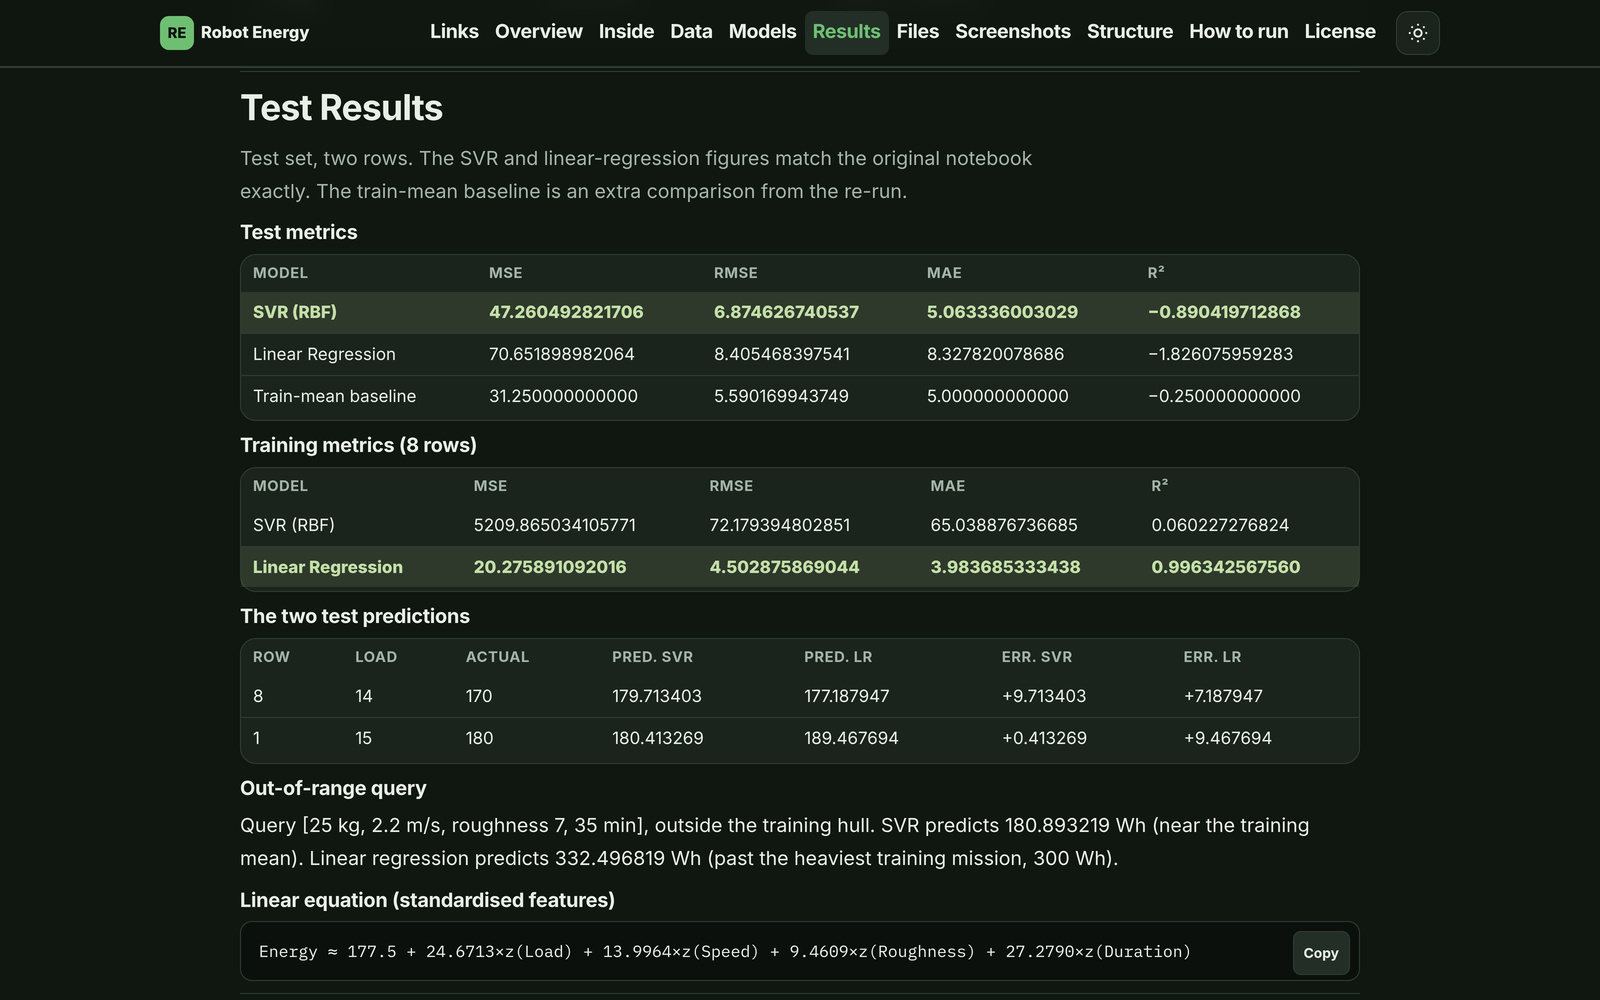 RE Robot Energy Links Overview Inside Data Models Results Files Screenshots Structure How to run License
Test Results
Test set, two rows. The SVR and linear-regression figures match the original notebook
exactly. The train-mean baseline is an extra comparison from the re-run.
Test metrics
MODEL MSE RMSE MAE R²
SVR (RBF) 47.260492821706 6.874626740537 5.063336003029 −0.890419712868
Linear Regression 70.651898982064 8.405468397541 8.327820078686 −1.826075959283
Train-mean baseline 31.250000000000 5.590169943749 5.000000000000 −0.250000000000
Training metrics (8 rows)
MODEL MSE RMSE MAE R²
SVR (RBF) 5209.865034105771 72.179394802851 65.038876736685 0.060227276824
Linear Regression 20.275891092016 4.502875869044 3.983685333438 0.996342567560
The two test predictions
ROW LOAD ACTUAL PRED. SVR PRED. LR ERR. SVR ERR. LR
8 14 170 179.713403 177.187947 +9.713403 +7.187947
1 15 180 180.413269 189.467694 +0.413269 +9.467694
Out-of-range query
Query [25 kg, 2.2 m/s, roughness 7, 35 min], outside the training hull. SVR predicts 180.893219 Wh (near the training
mean). Linear regression predicts 332.496819 Wh (past the heaviest training mission, 300 Wh).
Linear equation (standardised features)
Energy ≈ 177.5 + 24.6713×z(Load) + 13.9964×z(Speed) + 9.4609×z(Roughness) + 27.2790×z(Duration) Copy